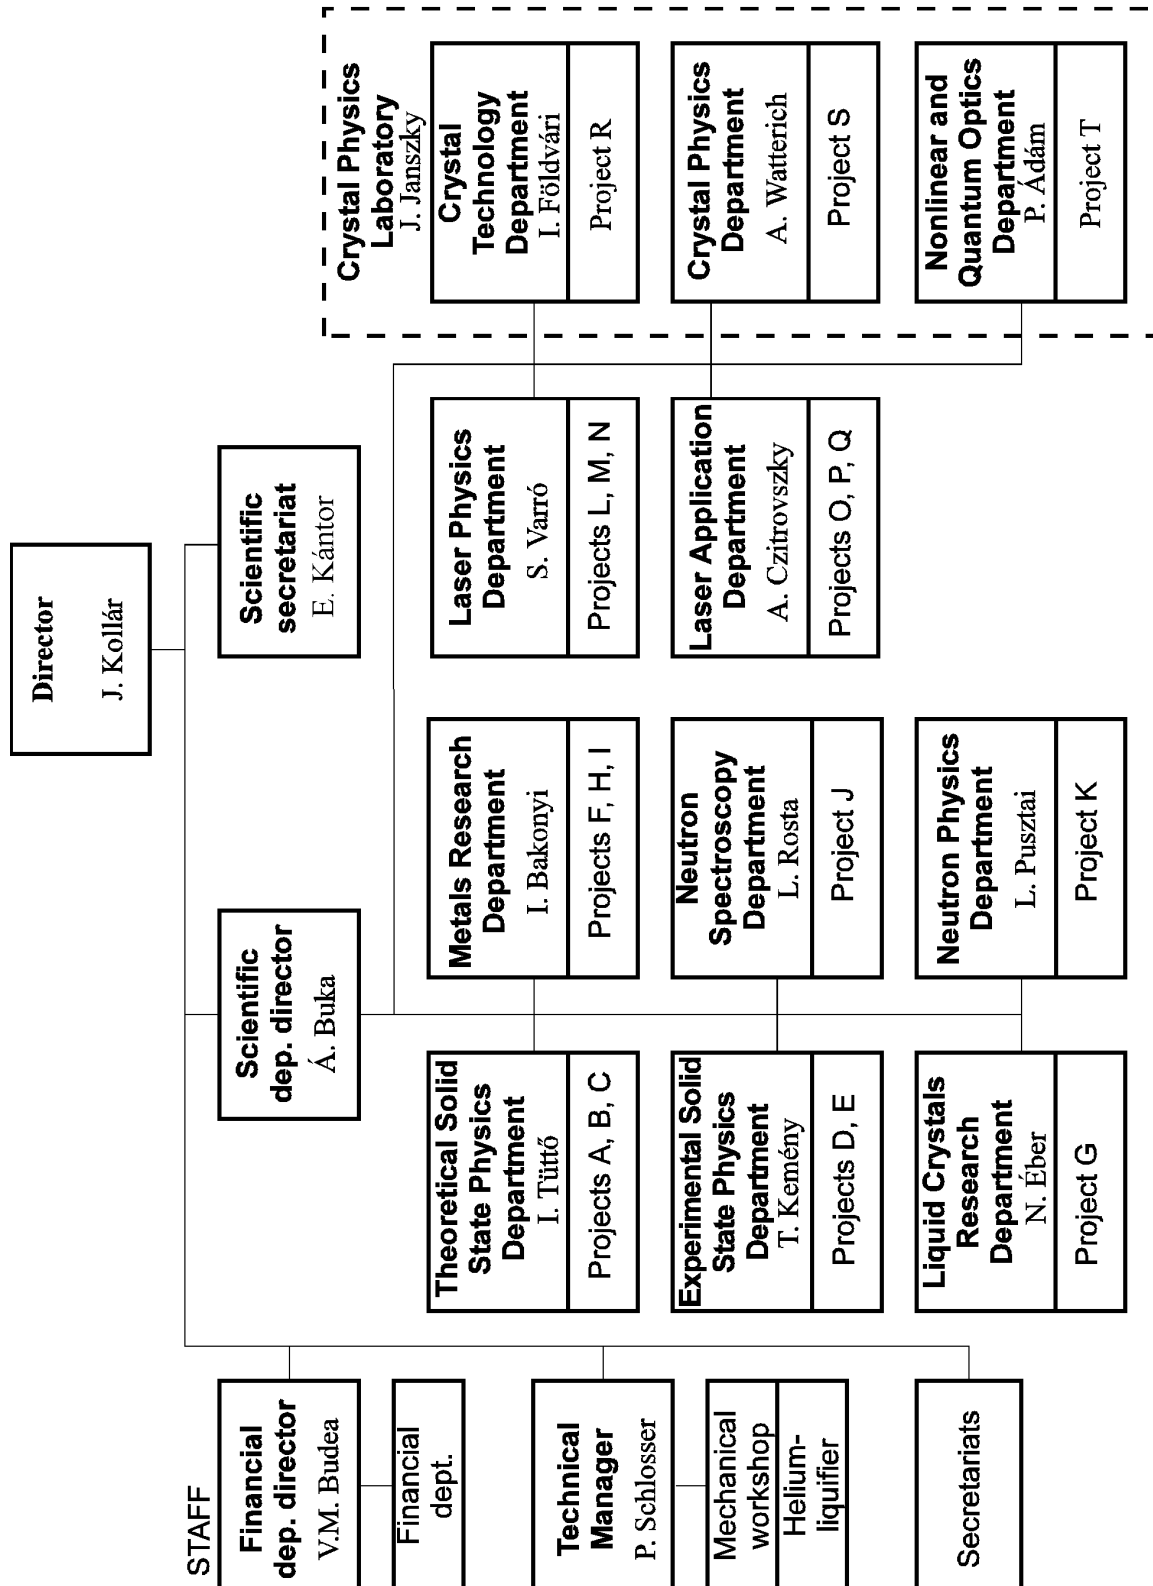 Director
J. Kollár
STAFF
Financial
dep. director
V.M. Budea
Scientific
dep. director
Á. Buka
Scientific
secretariat
E. Kántor
Financial
dept.
Technical
Manager
P. Schlosser
Mechanical
workshop
Helium-
liquifier
Secretariats
Theoretical Solid
State Physics
Department
I. Tüttő
Projects A, B, C
Metals Research
Department
I. Bakonyi
Projects F, H, I
Laser Physics
Department
S. Varró
Projects L, M, N
Crystal Physics
Laboratory
J. Janszky
Crystal
Technology
Department
I. Földvári
Project R
Experimental Solid
State Physics
Department
T. Kemény
Projects D, E
Neutron
Spectroscopy
Department
L. Rosta
Project J
Laser Application
Department
A. Czitrovszky
Projects O, P, Q
Crystal Physics
Department
A. Watterich
Project S
Liquid Crystals
Research
Department
N. Éber
Project G
Neutron Physics
Department
L. Pusztai
Project K
Nonlinear and
Quantum Optics
Department
P. Ádám
Project T